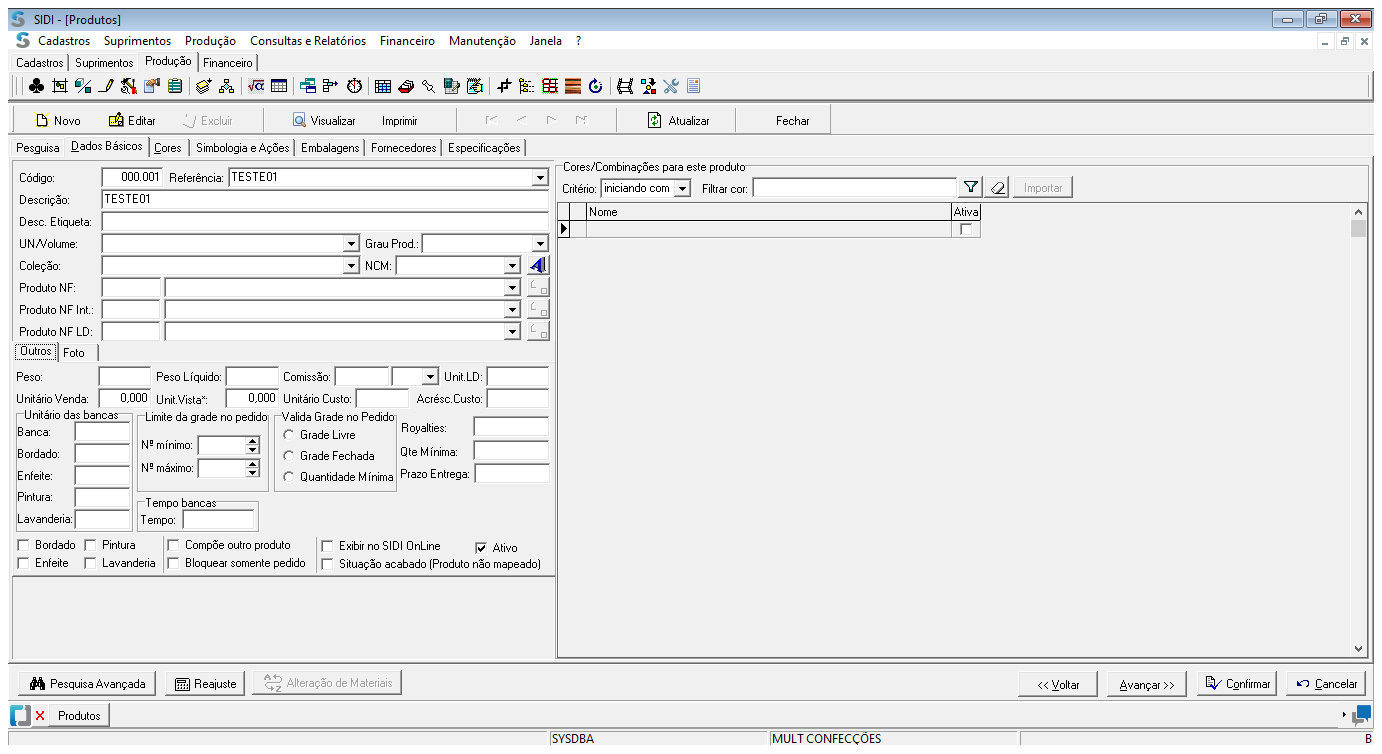 SIDI - [Produtos]
Cadastros Suprimentos Produção Consultas e Relatórios Financeiro Manutenção Janela ?
Cadastros Suprimentos Produção Financeiro
Novo Editar Excluir Visualizar Imprimir Atualizar Fechar
Pesquisa Dados Básicos Cores Simbologia e Ações Embalagens Fornecedores Especificações
Código: 000.001 Referência: TESTE01
Descrição: TESTE01
Desc. Etiqueta:
UN/Volume: Grau Prod.:
Coleção: NCM:
Produto NF:
Produto NF Int.:
Produto NF LD:
Outros Foto
Peso: Peso Líquido: Comissão: Unit.LD:
Unitário Venda: 0,000 Unit.Vista*: 0,000 Unitário Custo: Acrésc.Custo:
Unitário das bancas
Banca:
Bordado:
Enfeite:
Pintura:
Lavanderia:
Limite da grade no pedido
Nº mínimo:
Nº máximo:
Tempo bancas
Tempo:
Valida Grade no Pedido
Grade Livre
Grade Fechada
Quantidade Mínima
Royalties:
Qte Mínima:
Prazo Entrega:
Bordado Pintura Compõe outro produto Exibir no SIDI OnLine Ativo
Enfeite Lavanderia Bloquear somente pedido Situação acabado (Produto não mapeado)
Cores/Combinações para este produto
Critério: iniciando com Filtrar cor: Importar
Nome Ativa
Pesquisa Avançada Reajuste Alteração de Materiais << Voltar Avançar >> Confirmar Cancelar
Produtos
SYSDBA MULT CONFECÇÕES B